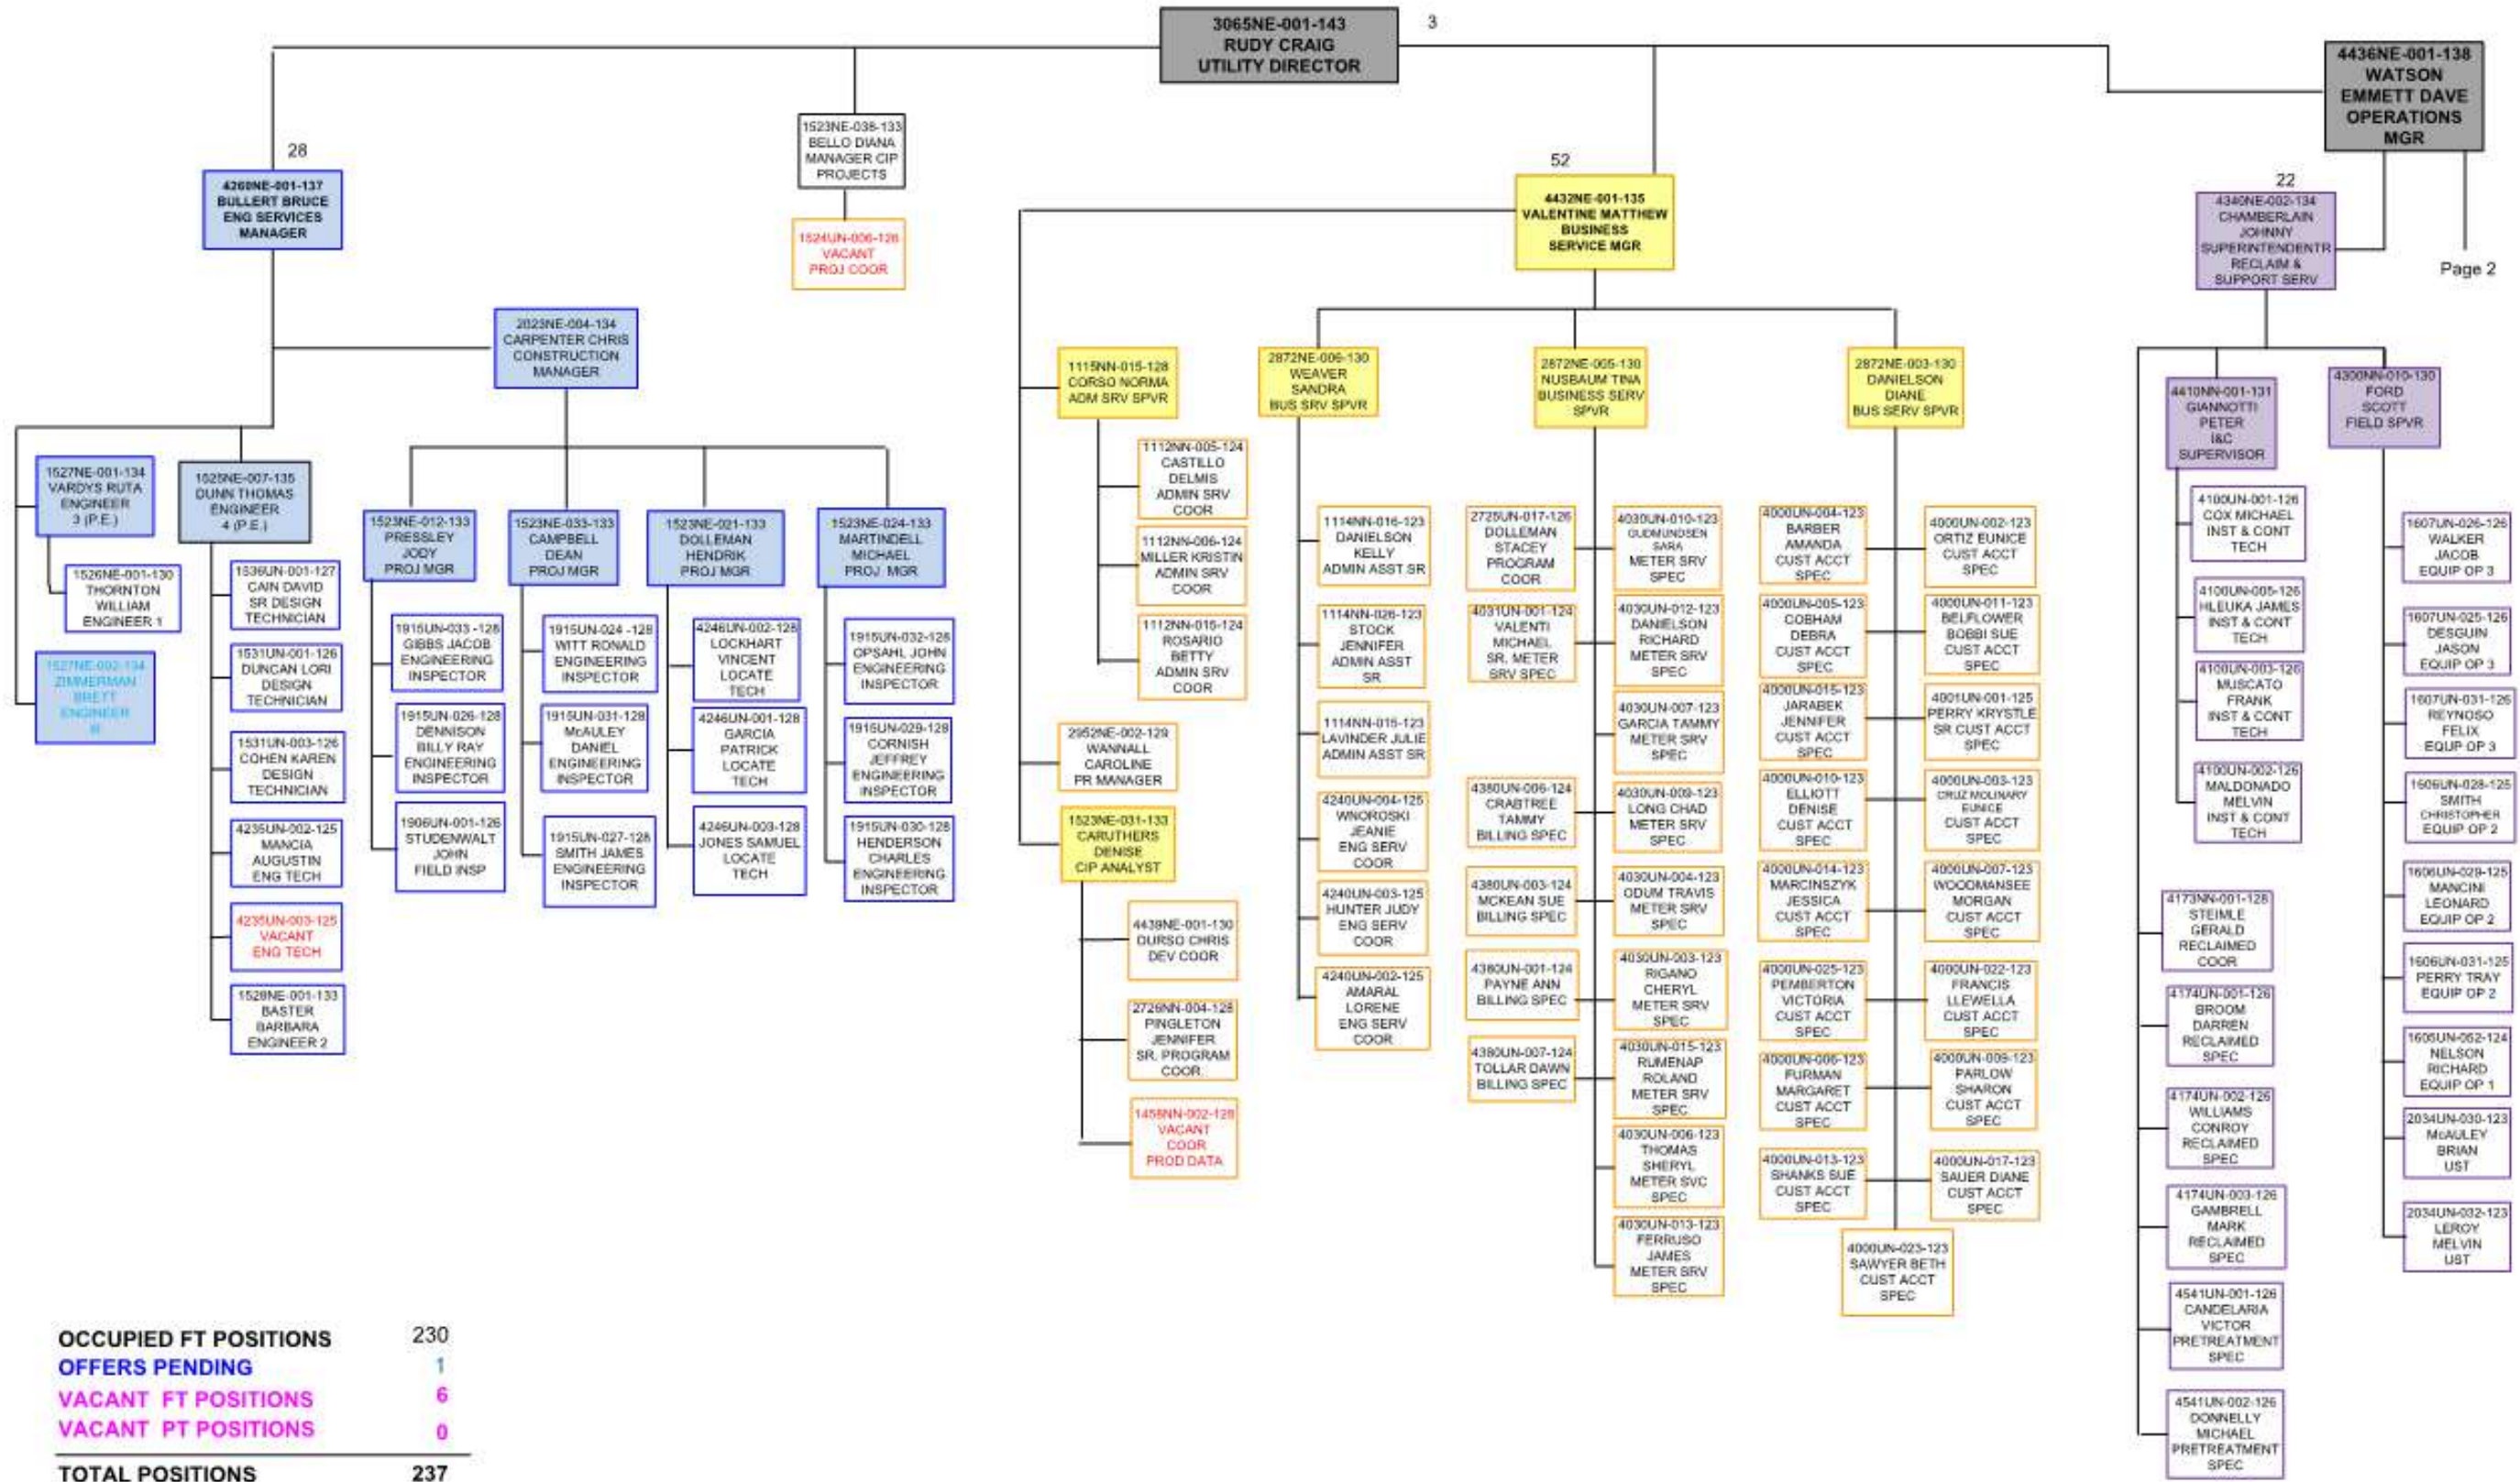 3065NE-001-143
RUDY CRAIG
UTILITY DIRECTOR
3
4436NE-001-138
WATSON
EMMETT DAVE
OPERATIONS
MGR
Page 2
28
4260NE-001-137
BULLERT BRUCE
ENG SERVICES
MANAGER
1523NE-038-133
BELLO DIANA
MANAGER CIP
PROJECTS
1524UN-006-126
VACANT
PROJ COOR
52
4432NE-001-135
VALENTINE MATTHEW
BUSINESS
SERVICE MGR
22
4340NE-002-134
CHAMBERLAIN
JOHNNY
SUPERINTENDENTR
RECLAIM &
SUPPORT SERV
2023NE-004-134
CARPENTER CHRIS
CONSTRUCTION
MANAGER
1527NE-001-134
VARDYS RUTA
ENGINEER
3 (P.E.)
1526NE-001-130
THORNTON
WILLIAM
ENGINEER 1
1527NE-002-134
ZIMMERMAN
BRETT
ENGINEER
1525NE-007-135
DUNN THOMAS
ENGINEER
4 (P.E.)
1536UN-001-127
CAIN DAVID
SR DESIGN
TECHNICIAN
1531UN-001-126
DUNCAN LORI
DESIGN
TECHNICIAN
1531UN-003-126
COHEN KAREN
DESIGN
TECHNICIAN
4235UN-002-125
MANCIA
AUGUSTIN
ENG TECH
4235UN-003-125
VACANT
ENG TECH
1528NE-001-133
BASTER
BARBARA
ENGINEER 2
1523NE-012-133
PRESSLEY
JODY
PROJ MGR
1915UN-033 -128
GIBBS JACOB
ENGINEERING
INSPECTOR
1915UN-026-128
DENNISON
BILLY RAY
ENGINEERING
INSPECTOR
1906UN-001-126
STUDENWALT
JOHN
FIELD INSP
1523NE-033-133
CAMPBELL
DEAN
PROJ MGR
1915UN-024 -128
WITT RONALD
ENGINEERING
INSPECTOR
1915UN-031-128
McAULEY
DANIEL
ENGINEERING
INSPECTOR
1915UN-027-128
SMITH JAMES
ENGINEERING
INSPECTOR
1523NE-021-133
DOLLEMAN
HENDRIK
PROJ MGR
4246UN-002-128
LOCKHART
VINCENT
LOCATE
TECH
4246UN-001-128
GARCIA
PATRICK
LOCATE
TECH
4246UN-003-128
JONES SAMUEL
LOCATE
TECH
1523NE-024-133
MARTINDELL
MICHAEL
PROJ MGR
1915UN-032-128
OPSAHL JOHN
ENGINEERING
INSPECTOR
1915UN-029-128
CORNISH
JEFFREY
ENGINEERING
INSPECTOR
1915UN-030-128
HENDERSON
CHARLES
ENGINEERING
INSPECTOR
1115NN-015-128
CORSO NORMA
ADM SRV SPVR
1112NN-005-124
CASTILLO
DELMIS
ADMIN SRV
COOR
1112NN-006-124
MILLER KRISTIN
ADMIN SRV
COOR
1112NN-015-124
ROSARIO
BETTY
ADMIN SRV
COOR
2952NE-002-129
WANNALL
CAROLINE
PR MANAGER
1523NE-031-133
CARUTHERS
DENISE
CIP ANALYST
4439NE-001-130
DURSO CHRIS
DEV COOR
2726NN-004-128
PINGLETON
JENNIFER
SR. PROGRAM
COOR
1458NN-002-128
VACANT
COOR
PROD DATA
2872NE-006-130
WEAVER
SANDRA
BUS SRV SPVR
1114NN-016-123
DANIELSON
KELLY
ADMIN ASST SR
1114NN-026-123
STOCK
JENNIFER
ADMIN ASST
SR
1114NN-015-123
LAVINDER JULIE
ADMIN ASST SR
4240UN-004-125
WNOROSKI
JEANIE
ENG SERV
COOR
4240UN-003-125
HUNTER JUDY
ENG SERV
COOR
4240UN-002-125
AMARAL
LORENE
ENG SERV
COOR
2872NE-005-130
NUSBAUM TINA
BUSINESS SERV
SPVR
2725UN-017-126
DOLLEMAN
STACEY
PROGRAM
COOR
4031UN-001-124
VALENTI
MICHAEL
SR. METER
SRV SPEC
4380UN-006-124
CRABTREE
TAMMY
BILLING SPEC
4380UN-003-124
MCKEAN SUE
BILLING SPEC
4380UN-001-124
PAYNE ANN
BILLING SPEC
4380UN-007-124
TOLLAR DAWN
BILLING SPEC
4030UN-010-123
GUDMUNDSEN
SARA
METER SRV
SPEC
4030UN-012-123
DANIELSON
RICHARD
METER SRV
SPEC
4030UN-007-123
GARCIA TAMMY
METER SRV
SPEC
4030UN-009-123
LONG CHAD
METER SRV
SPEC
4030UN-004-123
ODUM TRAVIS
METER SRV
SPEC
4030UN-003-123
RIGANO
CHERYL
METER SRV
SPEC
4030UN-015-123
RUMENAP
ROLAND
METER SRV
SPEC
4030UN-006-123
THOMAS
SHERYL
METER SVC
SPEC
4030UN-013-123
FERRUSO
JAMES
METER SRV
SPEC
2872NE-003-130
DANIELSON
DIANE
BUS SERV SPVR
4000UN-004-123
BARBER
AMANDA
CUST ACCT
SPEC
4000UN-005-123
COBHAM
DEBRA
CUST ACCT
SPEC
4000UN-015-123
JARABEK
JENNIFER
CUST ACCT
SPEC
4000UN-010-123
ELLIOTT
DENISE
CUST ACCT
SPEC
4000UN-014-123
MARCINSZYK
JESSICA
CUST ACCT
SPEC
4000UN-025-123
PEMBERTON
VICTORIA
CUST ACCT
SPEC
4000UN-006-123
FURMAN
MARGARET
CUST ACCT
SPEC
4000UN-013-123
SHANKS SUE
CUST ACCT
SPEC
4000UN-002-123
ORTIZ EUNICE
CUST ACCT
SPEC
4000UN-011-123
BELFLOWER
BOBBI SUE
CUST ACCT
SPEC
4001UN-001-125
PERRY KRYSTLE
SR CUST ACCT
SPEC
4000UN-003-123
CRUZ MOLINARY
EUNICE
CUST ACCT
SPEC
4000UN-007-123
WOODMANSEE
MORGAN
CUST ACCT
SPEC
4000UN-022-123
FRANCIS
LLEWELLA
CUST ACCT
SPEC
4000UN-009-123
PARLOW
SHARON
CUST ACCT
SPEC
4000UN-017-123
SAUER DIANE
CUST ACCT
SPEC
4000UN-023-123
SAWYER BETH
CUST ACCT
SPEC
4410NN-001-131
GIANNOTTI
PETER
I&C
SUPERVISOR
4100UN-001-126
COX MICHAEL
INST & CONT
TECH
4100UN-005-126
HLEUKA JAMES
INST & CONT
TECH
4100UN-003-126
MUSCATO
FRANK
INST & CONT
TECH
4100UN-002-126
MALDONADO
MELVIN
INST & CONT
TECH
4173NN-001-128
STEIMLE
GERALD
RECLAIMED
COOR
4174UN-001-126
BROOM
DARREN
RECLAIMED
SPEC
4174UN-002-126
WILLIAMS
CONROY
RECLAIMED
SPEC
4174UN-003-126
GAMBRELL
MARK
RECLAIMED
SPEC
4541UN-001-126
CANDELARIA
VICTOR
PRETREATMENT
SPEC
4541UN-002-126
DONNELLY
MICHAEL
PRETREATMENT
SPEC
4300NN-010-130
FORD
SCOTT
FIELD SPVR
1607UN-026-126
WALKER
JACOB
EQUIP OP 3
1607UN-025-126
DESGUIN
JASON
EQUIP OP 3
1607UN-031-126
REYNOSO
FELIX
EQUP OP 3
1606UN-028-125
SMITH
CHRISTOPHER
EQUIP OP 2
1606UN-029-125
MANCINI
LEONARD
EQUIP OP 2
1606UN-031-125
PERRY TRAY
EQUIP OP 2
1605UN-052-124
NELSON
RICHARD
EQUIP OP 1
2034UN-030-123
McAULEY
BRIAN
UST
2034UN-032-123
LEROY
MELVIN
UST
OCCUPIED FT POSITIONS 230
OFFERS PENDING 1
VACANT FT POSITIONS 6
VACANT PT POSITIONS 0
TOTAL POSITIONS 237